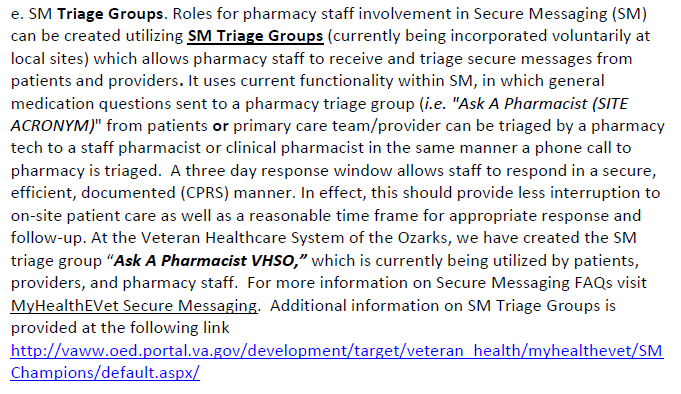 e. SM Triage Groups. Roles for pharmacy staff involvement in Secure Messaging (SM)
can be created utilizing SM Triage Groups (currently being incorporated voluntarily at
local sites) which allows pharmacy staff to receive and triage secure messages from
patients and providers. It uses current functionality within SM, in which general
medication questions sent to a pharmacy triage group (i.e. "Ask A Pharmacist (SITE
ACRONYM)" from patients or primary care team/provider can be triaged by a pharmacy
tech to a staff pharmacist or clinical pharmacist in the same manner a phone call to
pharmacy is triaged.  A three day response window allows staff to respond in a secure,
efficient, documented (CPRS) manner. In effect, this should provide less interruption to
on-site patient care as well as a reasonable time frame for appropriate response and
follow-up. At the Veteran Healthcare System of the Ozarks, we have created the SM
triage group “Ask A Pharmacist VHSO,” which is currently being utilized by patients,
providers, and pharmacy staff.  For more information on Secure Messaging FAQs visit
MyHealthEVet Secure Messaging.  Additional information on SM Triage Groups is
provided at the following link
http://vaww.oed.portal.va.gov/development/target/veteran_health/myhealthevet/SM
Champions/default.aspx/